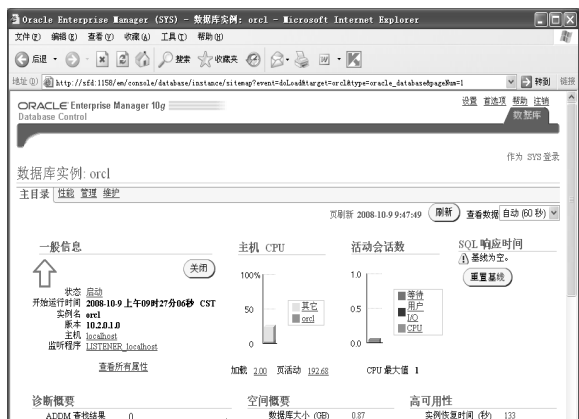 Oracle Enterprise Manager (SYS) - 数据库实例: orcl - Microsoft Internet Explorer
文件(F) 编辑(E) 查看(V) 收藏(A) 工具(T) 帮助(H)
后退 搜索 收藏夹
地址(D) http://sfd:1158/em/console/database/instance/sitemap?event=doLoad&target=orcl&type=oracle_database&pageNum=1 转到 链接
ORACLE Enterprise Manager 10g
Database Control
设置 首选项 帮助 注销
数据库
作为 SYS 登录
数据库实例: orcl
主目录 性能 管理 维护
页刷新 2008-10-9 9:47:49 刷新 查看数据 自动 (60 秒)
一般信息
关闭
状态 启动
开始运行时间 2008-10-9 上午09时27分06秒 CST
实例名 orcl
版本 10.2.0.1.0
主机 localhost
监听程序 LISTENER_localhost
查看所有属性
主机 CPU
100%
50
0
其它
orcl
加载 2.00 页活动 192.68
活动会话数
1.0
0.5
0.0
等待
用户
I/O
CPU
CPU 最大值 1
SQL 响应时间
基线为空。
重置基线
诊断概要
ADDM 查找结果 0
空间概要
数据库大小 (GB) 0.87
高可用性
实例恢复时间 (秒) 133